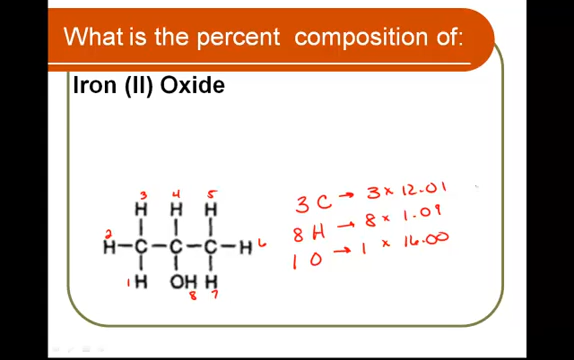 What is the percent composition of:
Iron (II) Oxide
3 4 5
H H H
2 H-C-C-C-H 6
1 H OH H
8 7
3 C → 3 × 12.01
8 H → 8 × 1.01
1 O → 1 × 16.00